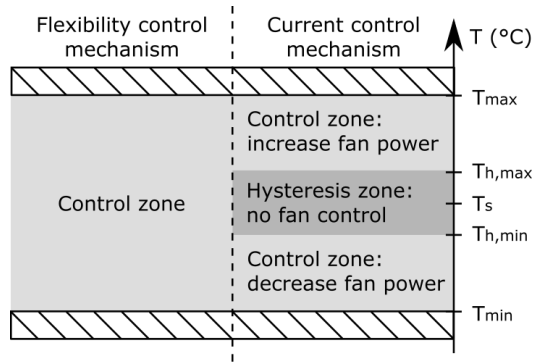 Flexibility control
mechanism
Current control
mechanism
T (°C)
Tmax
Control zone:
increase fan power
Th,max
Control zone
Hysteresis zone:
no fan control
Ts
Th,min
Control zone:
decrease fan power
Tmin